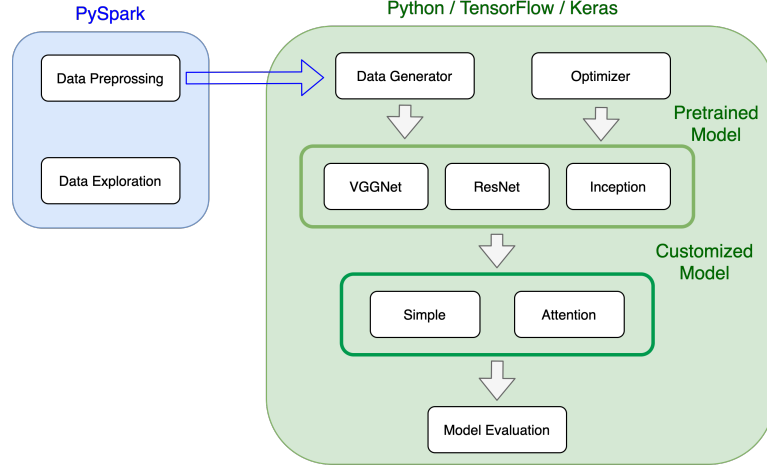 PySpark
Python / TensorFlow / Keras
Data Preprossing
Data Generator
Optimizer
Pretrained
Model
Data Exploration
VGGNet
ResNet
Inception
Customized
Model
Simple
Attention
Model Evaluation